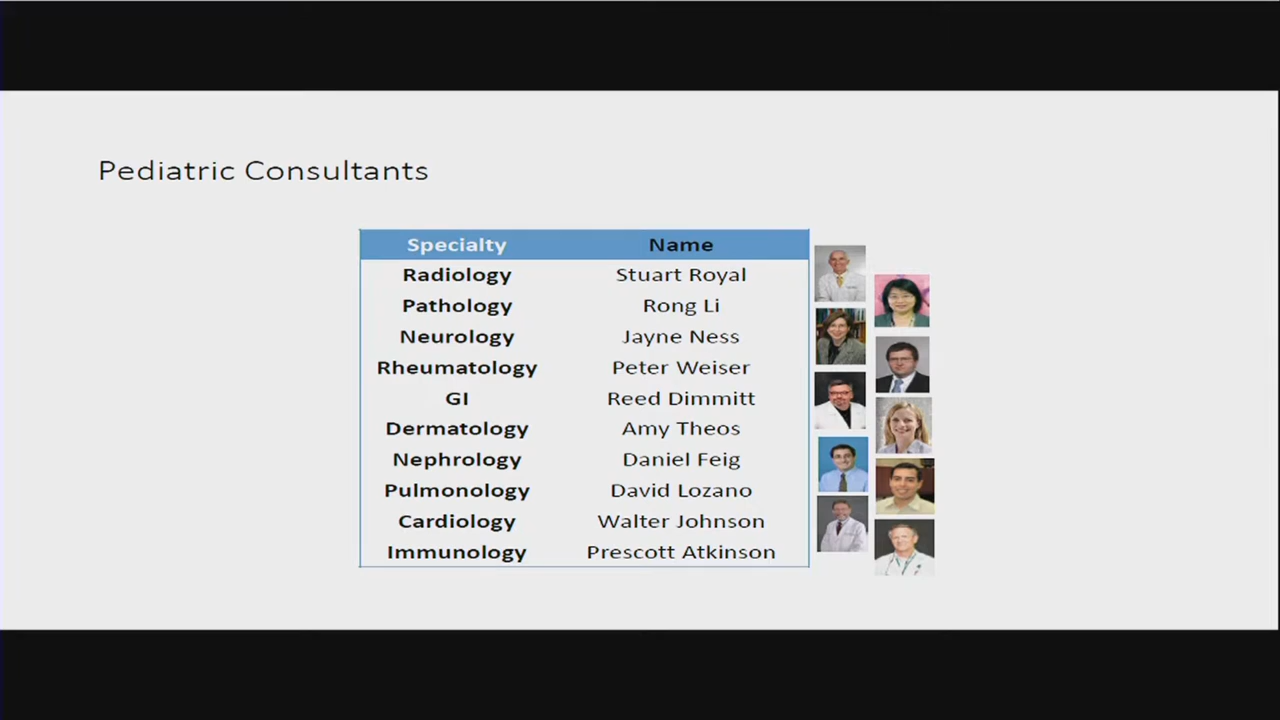 Pediatric Consultants
Specialty Name
Radiology Stuart Royal
Pathology Rong Li
Neurology Jayne Ness
Rheumatology Peter Weiser
GI Reed Dimmitt
Dermatology Amy Theos
Nephrology Daniel Feig
Pulmonology David Lozano
Cardiology Walter Johnson
Immunology Prescott Atkinson